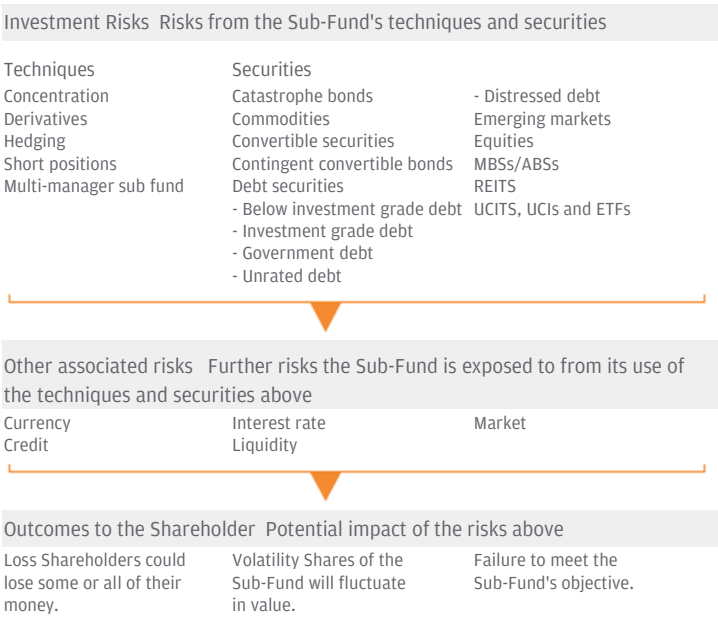 Investment Risks Risks from the Sub-Fund's techniques and securities
Techniques
Concentration
Derivatives
Hedging
Short positions
Multi-manager sub fund
Securities
Catastrophe bonds
Commodities
Convertible securities
Contingent convertible bonds
Debt securities
- Below investment grade debt
- Investment grade debt
- Government debt
- Unrated debt
- Distressed debt
Emerging markets
Equities
MBSs/ABSs
REITS
UCITS, UCIs and ETFs
Other associated risks Further risks the Sub-Fund is exposed to from its use of
the techniques and securities above
Currency
Credit
Interest rate
Liquidity
Market
Outcomes to the Shareholder Potential impact of the risks above
Loss Shareholders could
lose some or all of their
money.
Volatility Shares of the
Sub-Fund will fluctuate
in value.
Failure to meet the
Sub-Fund's objective.